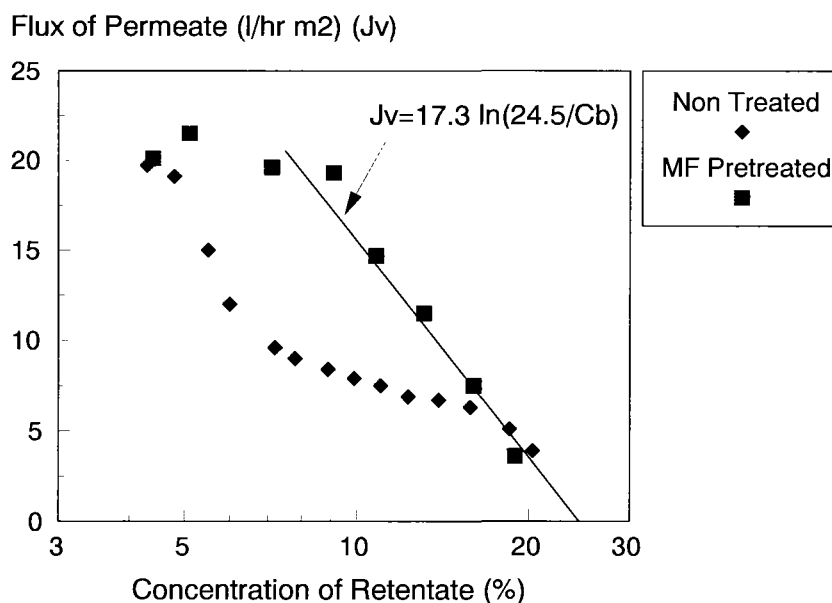 Flux of Permeate (l/hr m2) (Jv)
25
20
15
10
5
0
Jv=17.3 ln(24.5/Cb)
3
5
10
20
30
Concentration of Retentate (%)
Non Treated
MF Pretreated